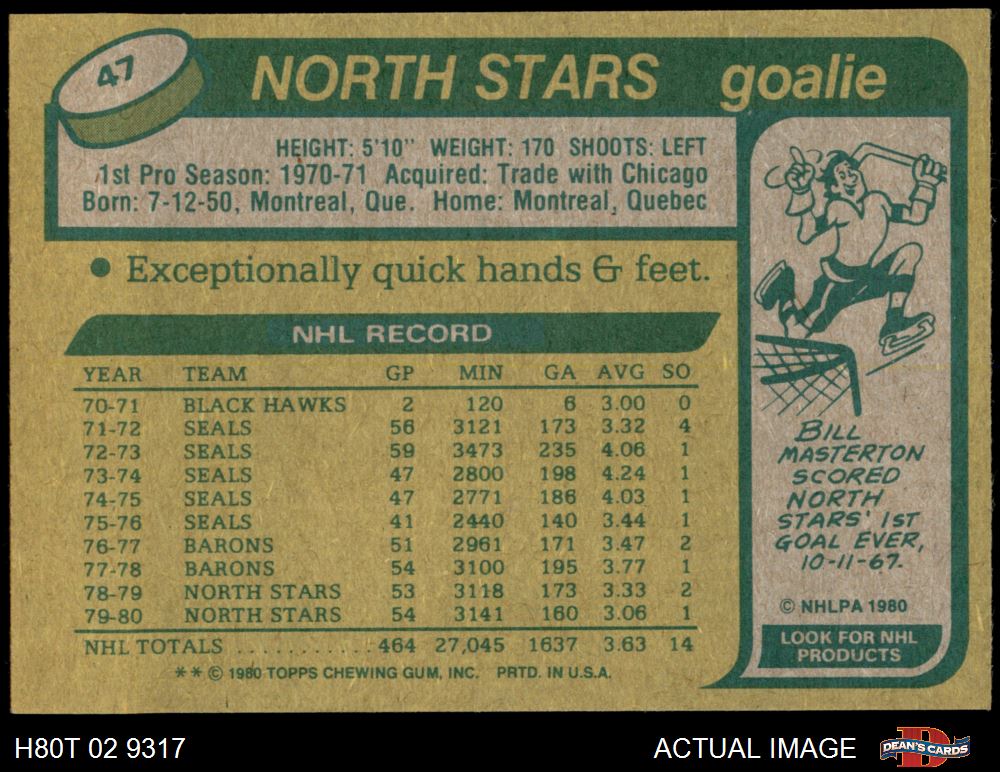 47
NORTH STARS goalie
HEIGHT: 5'10" WEIGHT: 170 SHOOTS: LEFT
1st Pro Season: 1970-71 Acquired: Trade with Chicago
Born: 7-12-50, Montreal, Que. Home: Montreal, Quebec
• Exceptionally quick hands & feet.
NHL RECORD
YEAR TEAM GP MIN GA AVG SO
70-71 BLACK HAWKS 2 120 6 3.00 0
71-72 SEALS 56 3121 173 3.32 4
72-73 SEALS 59 3473 235 4.06 1
73-74 SEALS 47 2800 198 4.24 1
74-75 SEALS 47 2771 186 4.03 1
75-76 SEALS 41 2440 140 3.44 1
76-77 BARONS 51 2961 171 3.47 2
77-78 BARONS 54 3100 195 3.77 1
78-79 NORTH STARS 53 3118 173 3.33 2
79-80 NORTH STARS 54 3141 160 3.06 1
NHL TOTALS ........... 464 27,045 1637 3.63 14
** © 1980 TOPPS CHEWING GUM, INC. PRTD. IN U.S.A.
BILL
MASTERTON
SCORED
NORTH
STARS' 1ST
GOAL EVER,
10-11-67.
© NHLPA 1980
LOOK FOR NHL
PRODUCTS
H80T 02 9317
ACTUAL IMAGE
DEAN'S CARDS